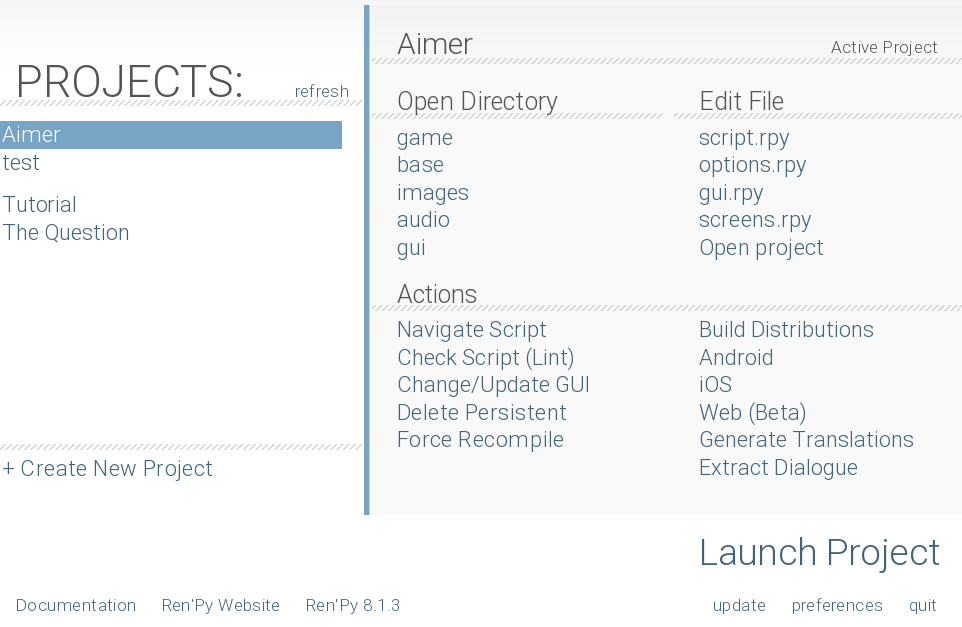 PROJECTS:
refresh
Aimer
test
Tutorial
The Question
+ Create New Project
Aimer
Active Project
Open Directory
game
base
images
audio
gui
Edit File
script.rpy
options.rpy
gui.rpy
screens.rpy
Open project
Actions
Navigate Script
Check Script (Lint)
Change/Update GUI
Delete Persistent
Force Recompile
Build Distributions
Android
iOS
Web (Beta)
Generate Translations
Extract Dialogue
Launch Project
Documentation
Ren'Py Website
Ren'Py 8.1.3
update
preferences
quit